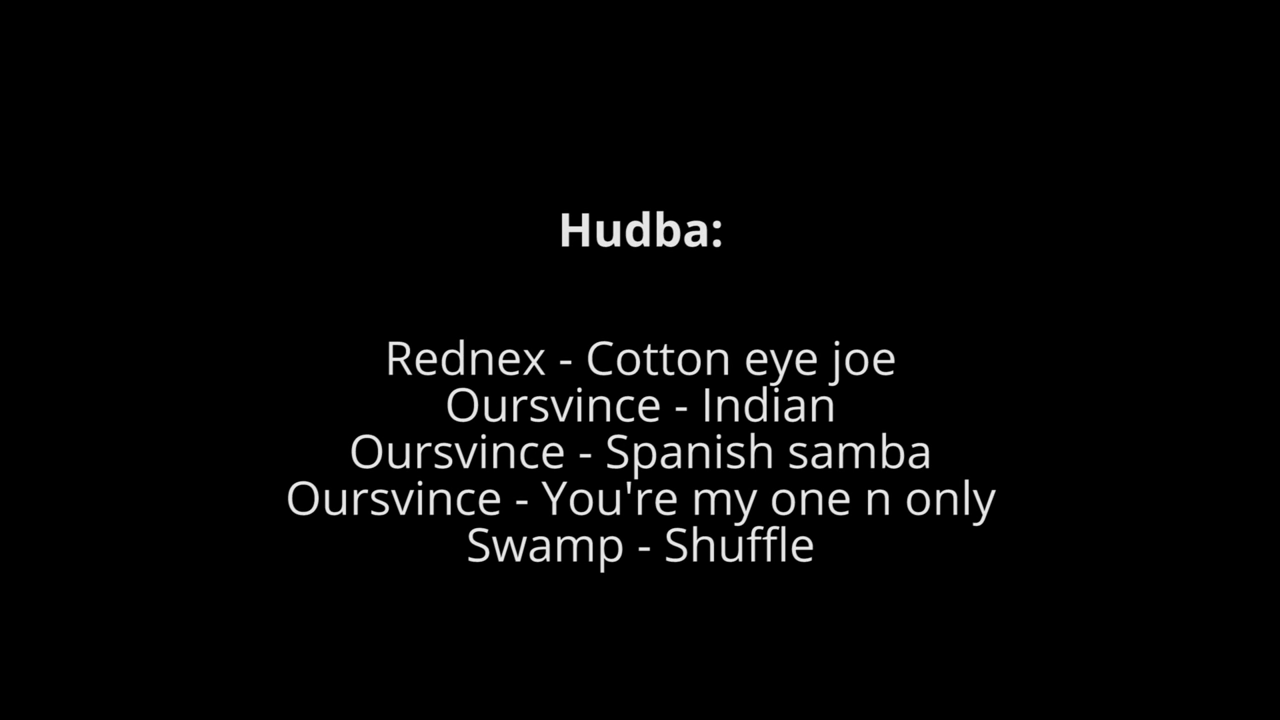 Hudba:
Rednex - Cotton eye joe
Oursvince - Indian
Oursvince - Spanish samba
Oursvince - You're my one n only
Swamp - Shuffle